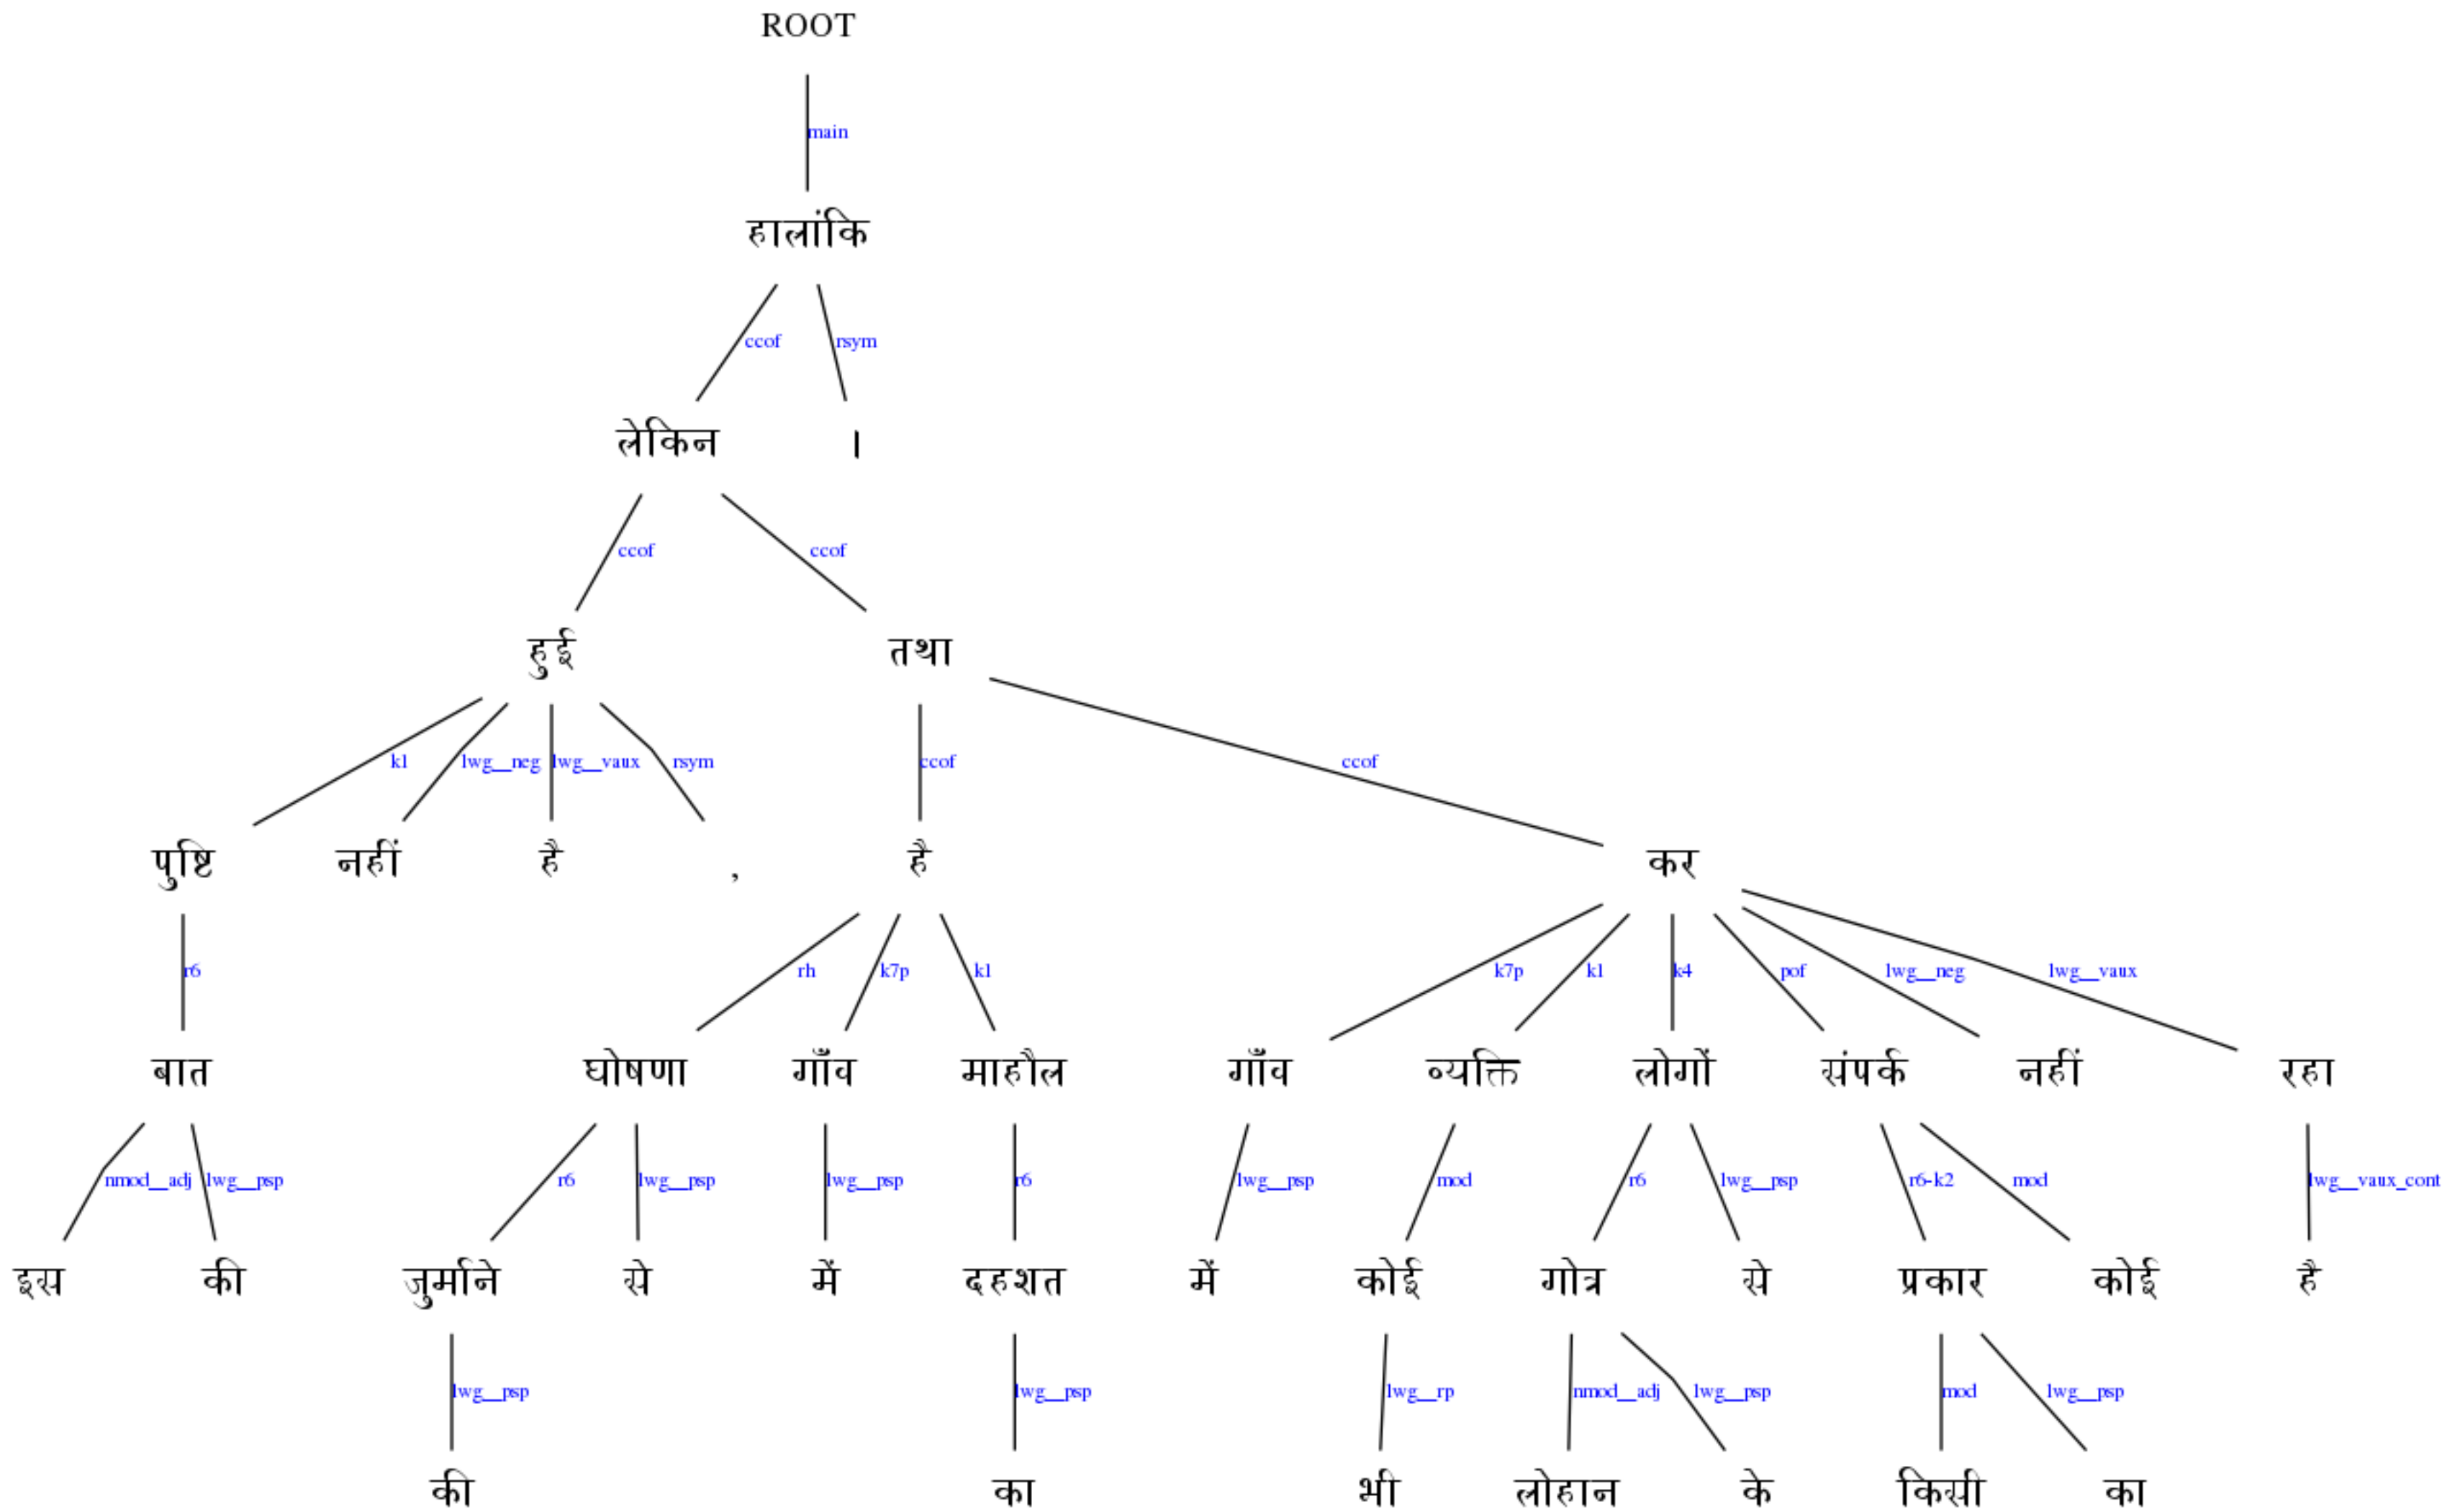 ROOT
main
हालांकि
ccof rsym
लेकिन ।
ccof ccof
हुई तथा
k1 lwg__neg lwg__vaux rsym ccof ccof
पुष्टि नहीं है , है कर
r6 rh k7p k1 k7p k1 k4 pof lwg__neg lwg__vaux
बात घोषणा गाँव माहौल गाँव व्यक्ति लोगों संपर्क नहीं रहा
nmod__adj lwg__psp r6 lwg__psp lwg__psp r6 lwg__psp mod r6 lwg__psp r6-k2 mod lwg__vaux_cont
इस की जुर्माने से में दहशत में कोई गोत्र से प्रकार कोई है
lwg__psp lwg__psp lwg__rp nmod__adj lwg__psp mod lwg__psp
की का भी लोहान के किसी का